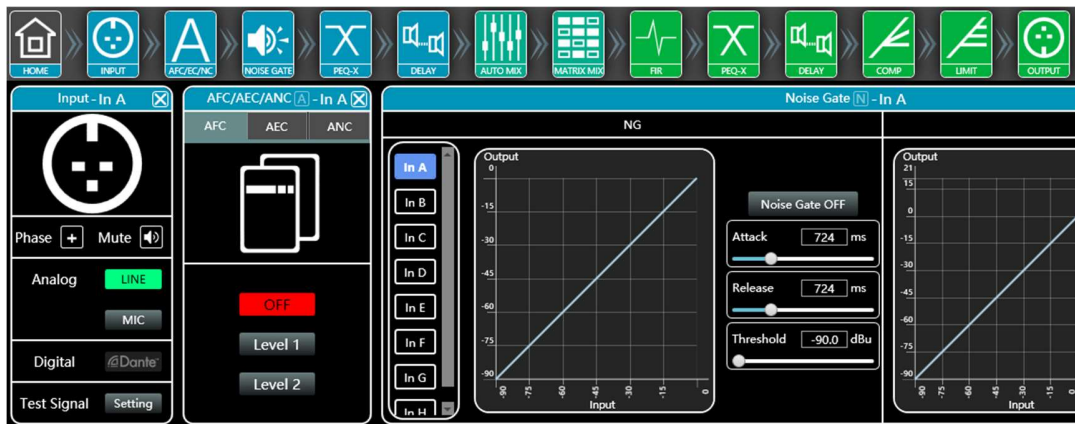 HOME INPUT AFC/EC/NC NOISE GATE PEQ-X DELAY AUTO MIX MATRIX MIX FIR PEQ-X DELAY COMP LIMIT OUTPUT
Input - In A
Phase + Mute
Analog LINE
MIC
Digital Dante
Test Signal Setting
AFC/AEC/ANC A - In A
AFC AEC ANC
OFF
Level 1
Level 2
Noise Gate N - In A
NG
In A
In B
In C
In D
In E
In F
In G
In H
Output
0
-15
-30
-45
-60
-75
-90
-90 -75 -60 -45 -30 -15 0
Input
Noise Gate OFF
Attack 724 ms
Release 724 ms
Threshold -90.0 dBu
Output
21
15
0
-15
-30
-45
-60
-75
-90
-90 -75 -60 -45 -30 -15 0
Input